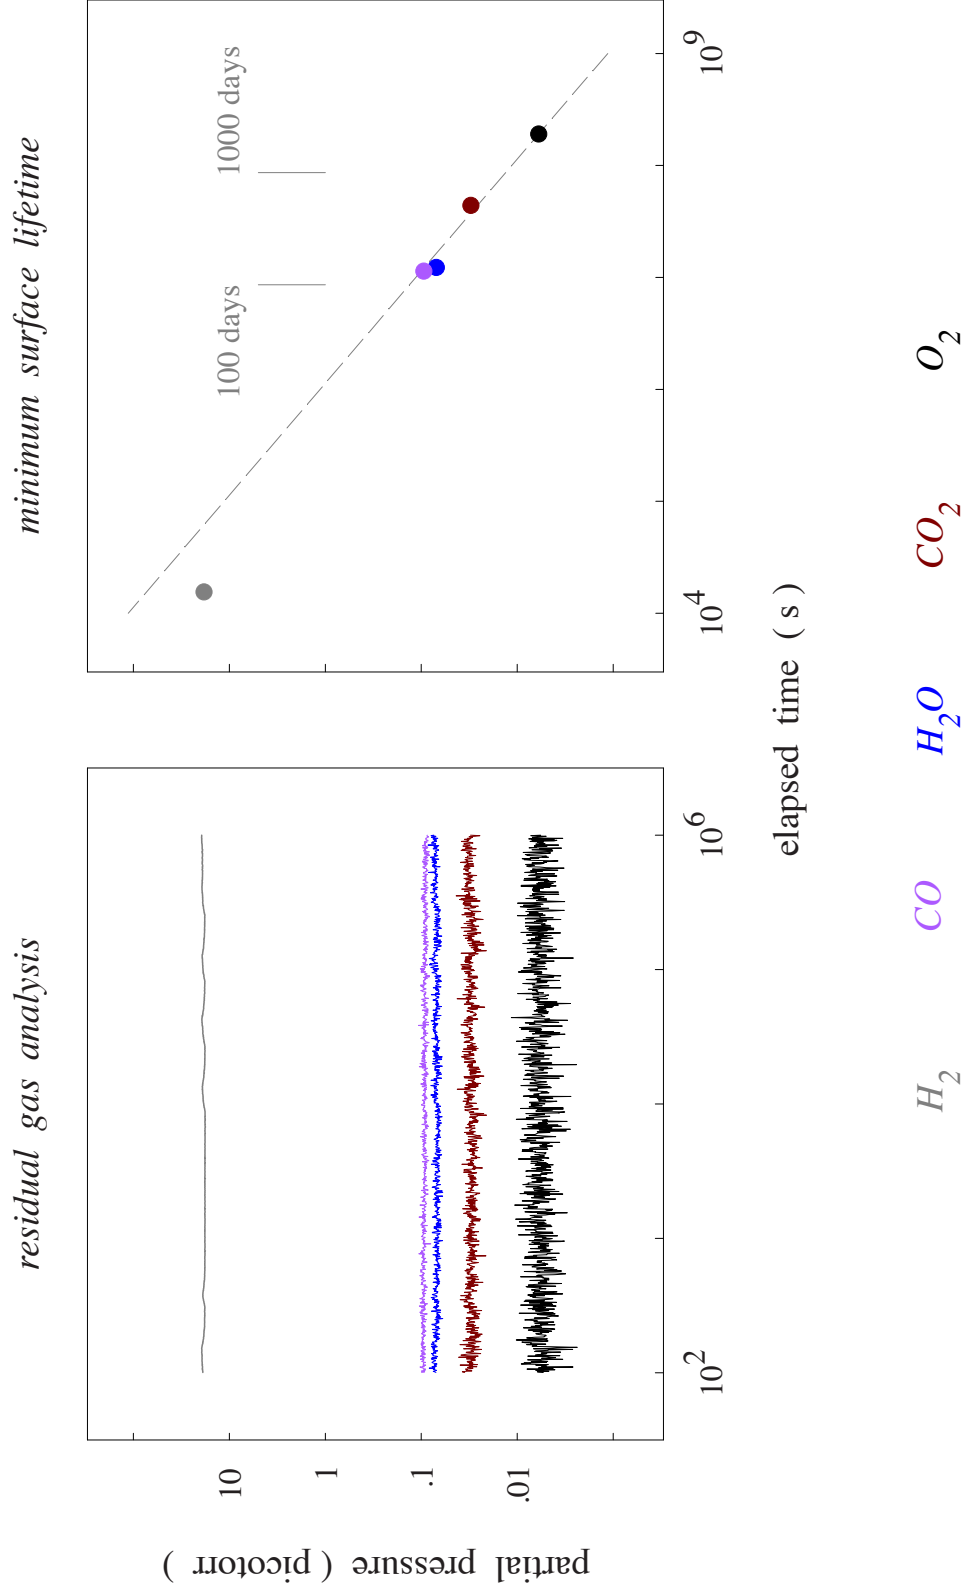 residual gas analysis
minimum surface lifetime
partial pressure ( picotorr )
10
1
.1
.01
10^2
10^6
100 days
1000 days
10^4
10^9
elapsed time ( s )
H_2
CO
H_2O
CO_2
O_2